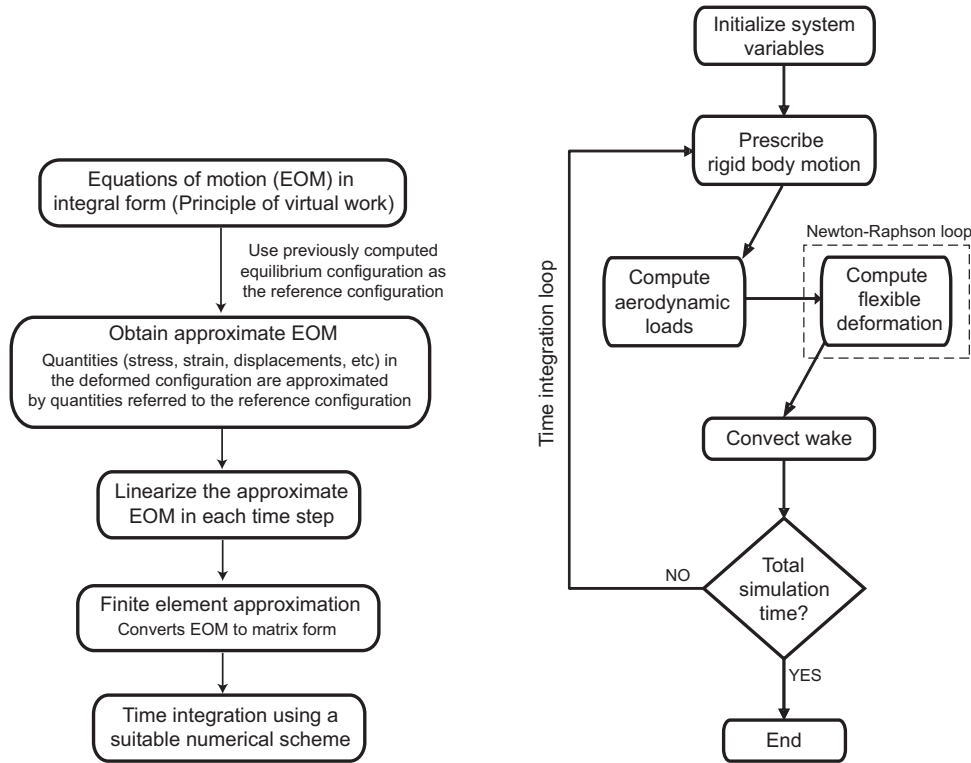 Equations of motion (EOM) in
integral form (Principle of virtual work)
Use previously computed
equilibrium configuration as
the reference configuration
Obtain approximate EOM
Quantities (stress, strain, displacements, etc) in
the deformed configuration are approximated
by quantities referred to the reference configuration
Linearize the approximate
EOM in each time step
Finite element approximation
Converts EOM to matrix form
Time integration using a
suitable numerical scheme
Initialize system
variables
Prescribe
rigid body motion
Time integration loop
Compute
aerodynamic
loads
Newton-Raphson loop
Compute
flexible
deformation
Convect wake
Total
simulation
time?
NO
YES
End